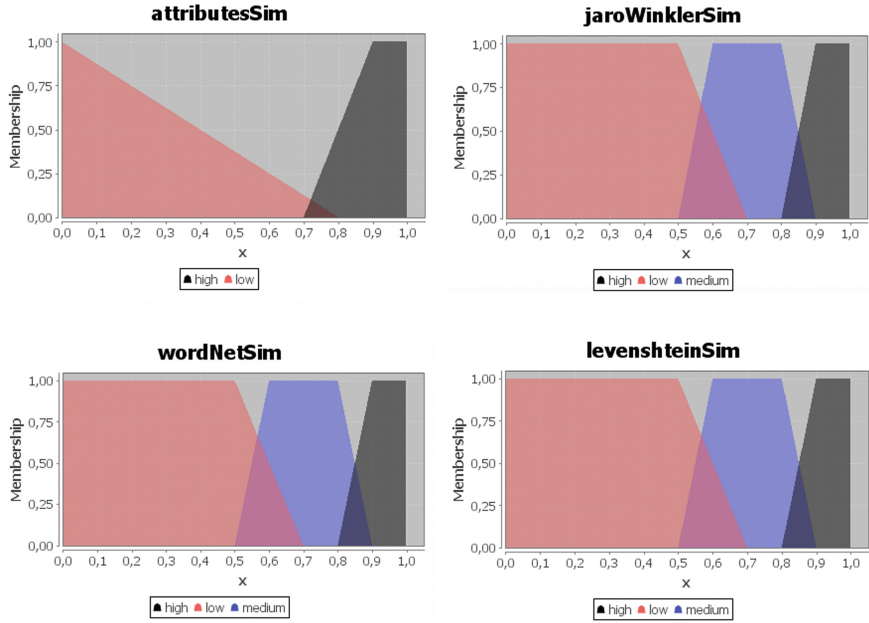 attributesSim
1,00
0,75
0,50
0,25
0,00
Membership
0,0 0,1 0,2 0,3 0,4 0,5 0,6 0,7 0,8 0,9 1,0
x
high low
jaroWinklerSim
1,00
0,75
0,50
0,25
0,00
Membership
0,0 0,1 0,2 0,3 0,4 0,5 0,6 0,7 0,8 0,9 1,0
x
high low medium
wordNetSim
1,00
0,75
0,50
0,25
0,00
Membership
0,0 0,1 0,2 0,3 0,4 0,5 0,6 0,7 0,8 0,9 1,0
x
high low medium
levenshteinSim
1,00
0,75
0,50
0,25
0,00
Membership
0,0 0,1 0,2 0,3 0,4 0,5 0,6 0,7 0,8 0,9 1,0
x
high low medium